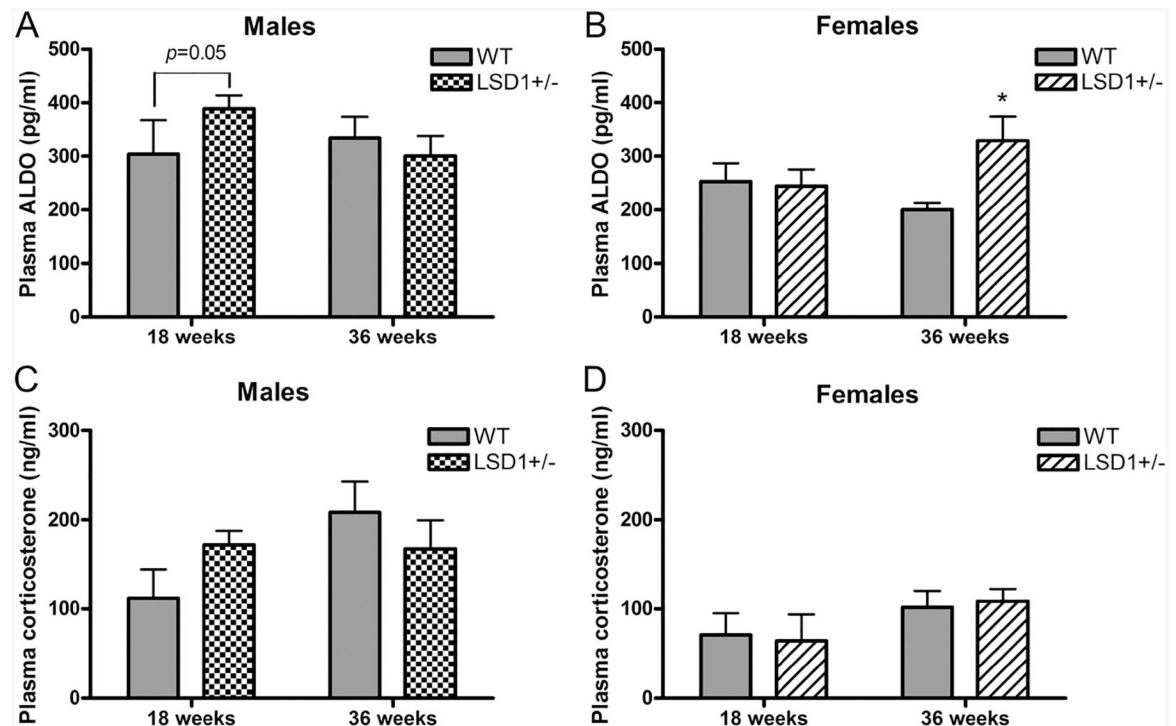 A
Males
Plasma ALDO (pg/ml)
500
400
300
200
100
0
p=0.05
WT
LSD1+/-
18 weeks
36 weeks
B
Females
Plasma ALDO (pg/ml)
500
400
300
200
100
0
*
WT
LSD1+/-
18 weeks
36 weeks
C
Males
Plasma corticosterone (ng/ml)
300
200
100
0
WT
LSD1+/-
18 weeks
36 weeks
D
Females
Plasma corticosterone (ng/ml)
300
200
100
0
WT
LSD1+/-
18 weeks
36 weeks